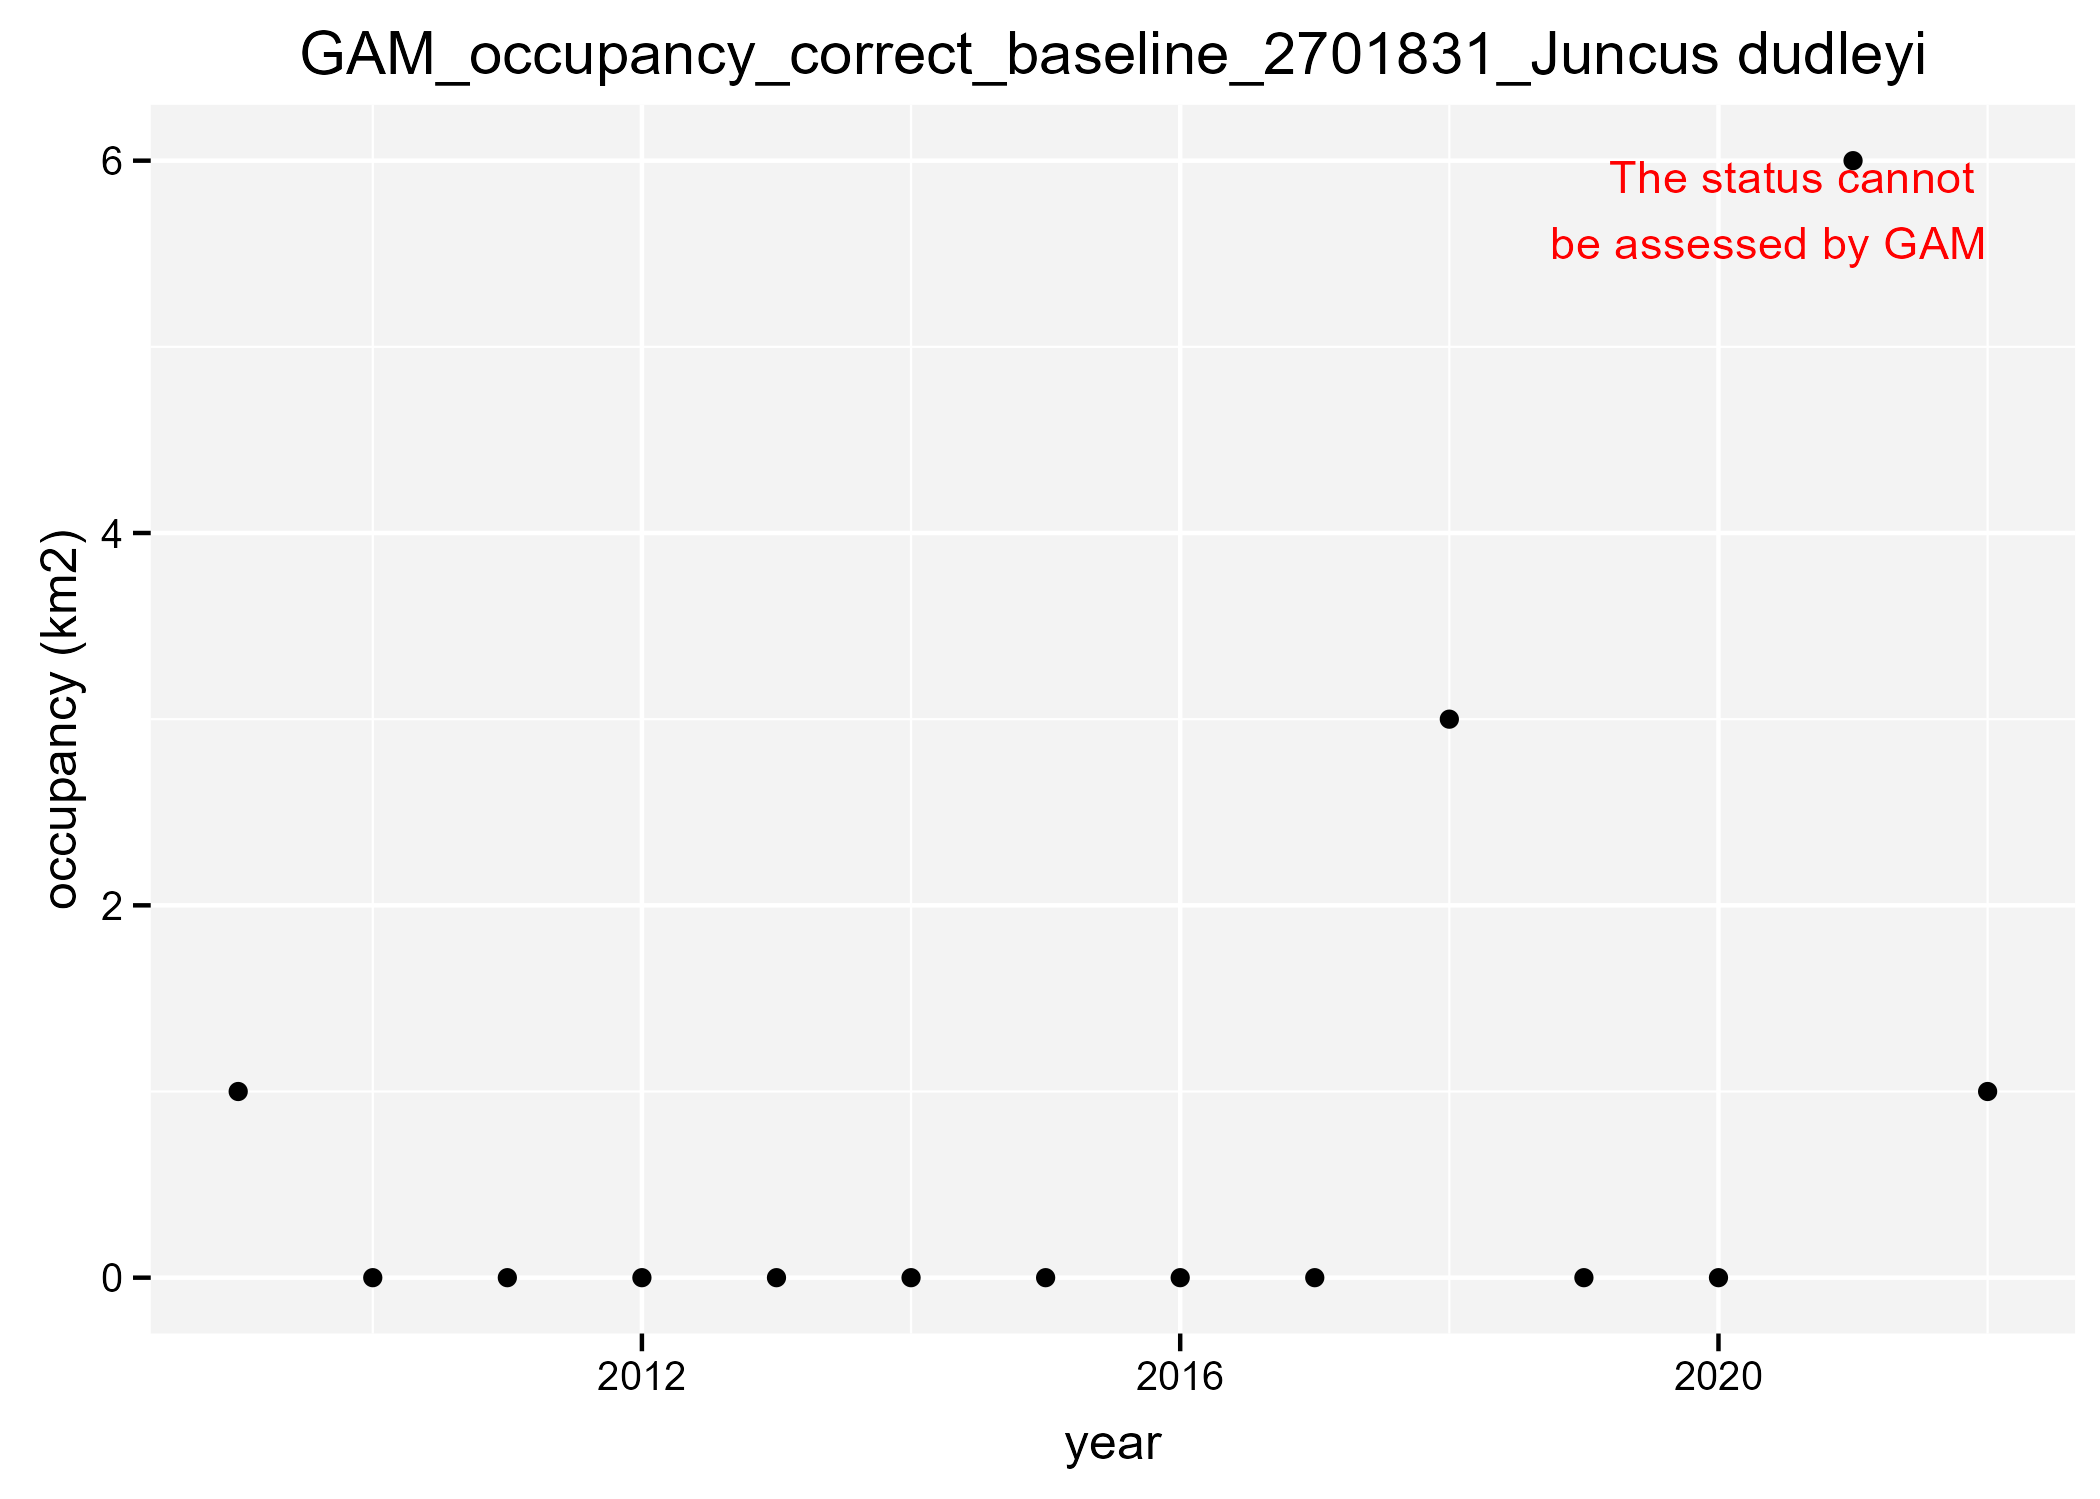 GAM_occupancy_correct_baseline_2701831_Juncus dudleyi
6
The status cannot
be assessed by GAM
4
occupancy (km2)
2
0
2012
2016
2020
year